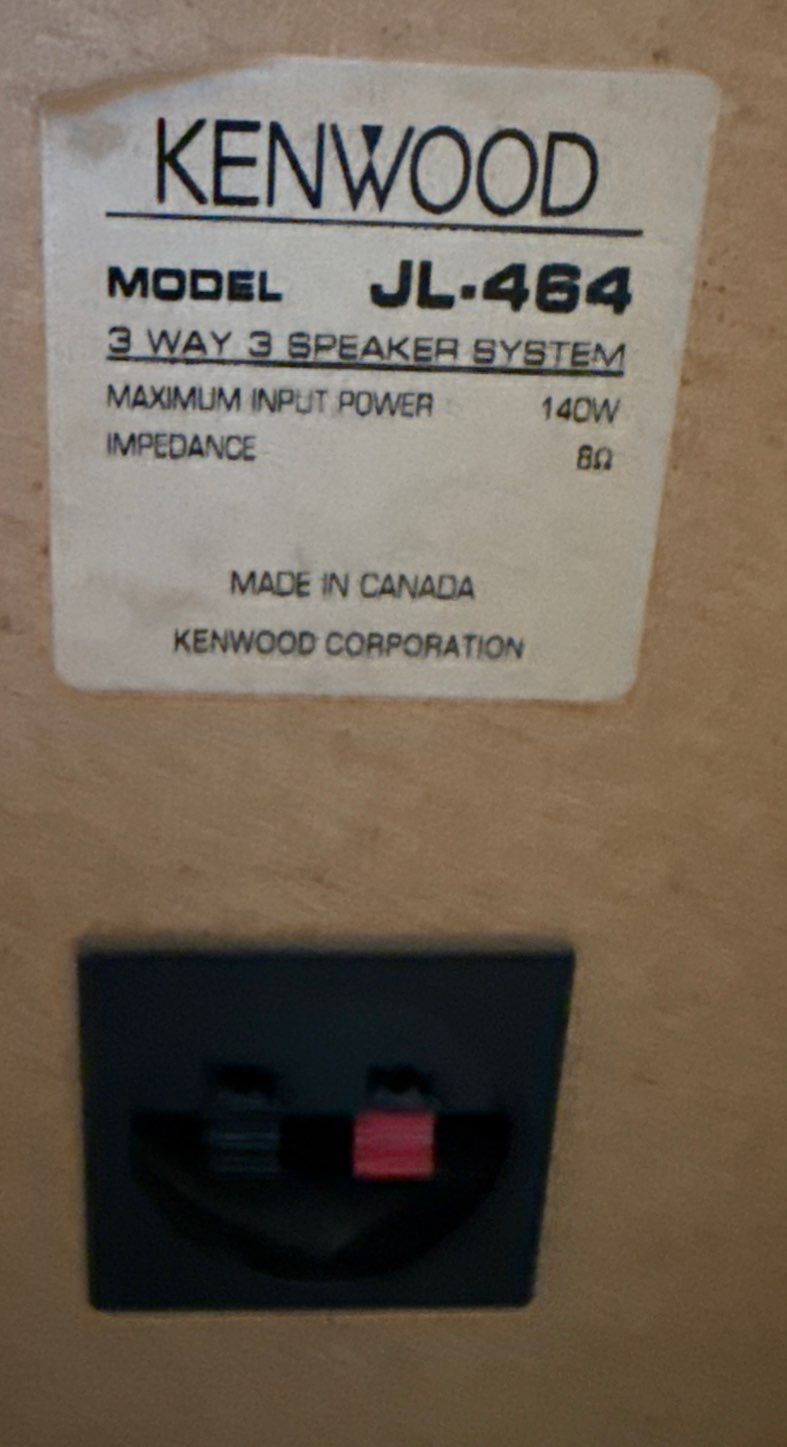 KENWOOD
MODEL JL-464
3 WAY 3 SPEAKER SYSTEM
MAXIMUM INPUT POWER 140W
IMPEDANCE 8Ω
MADE IN CANADA
KENWOOD CORPORATION